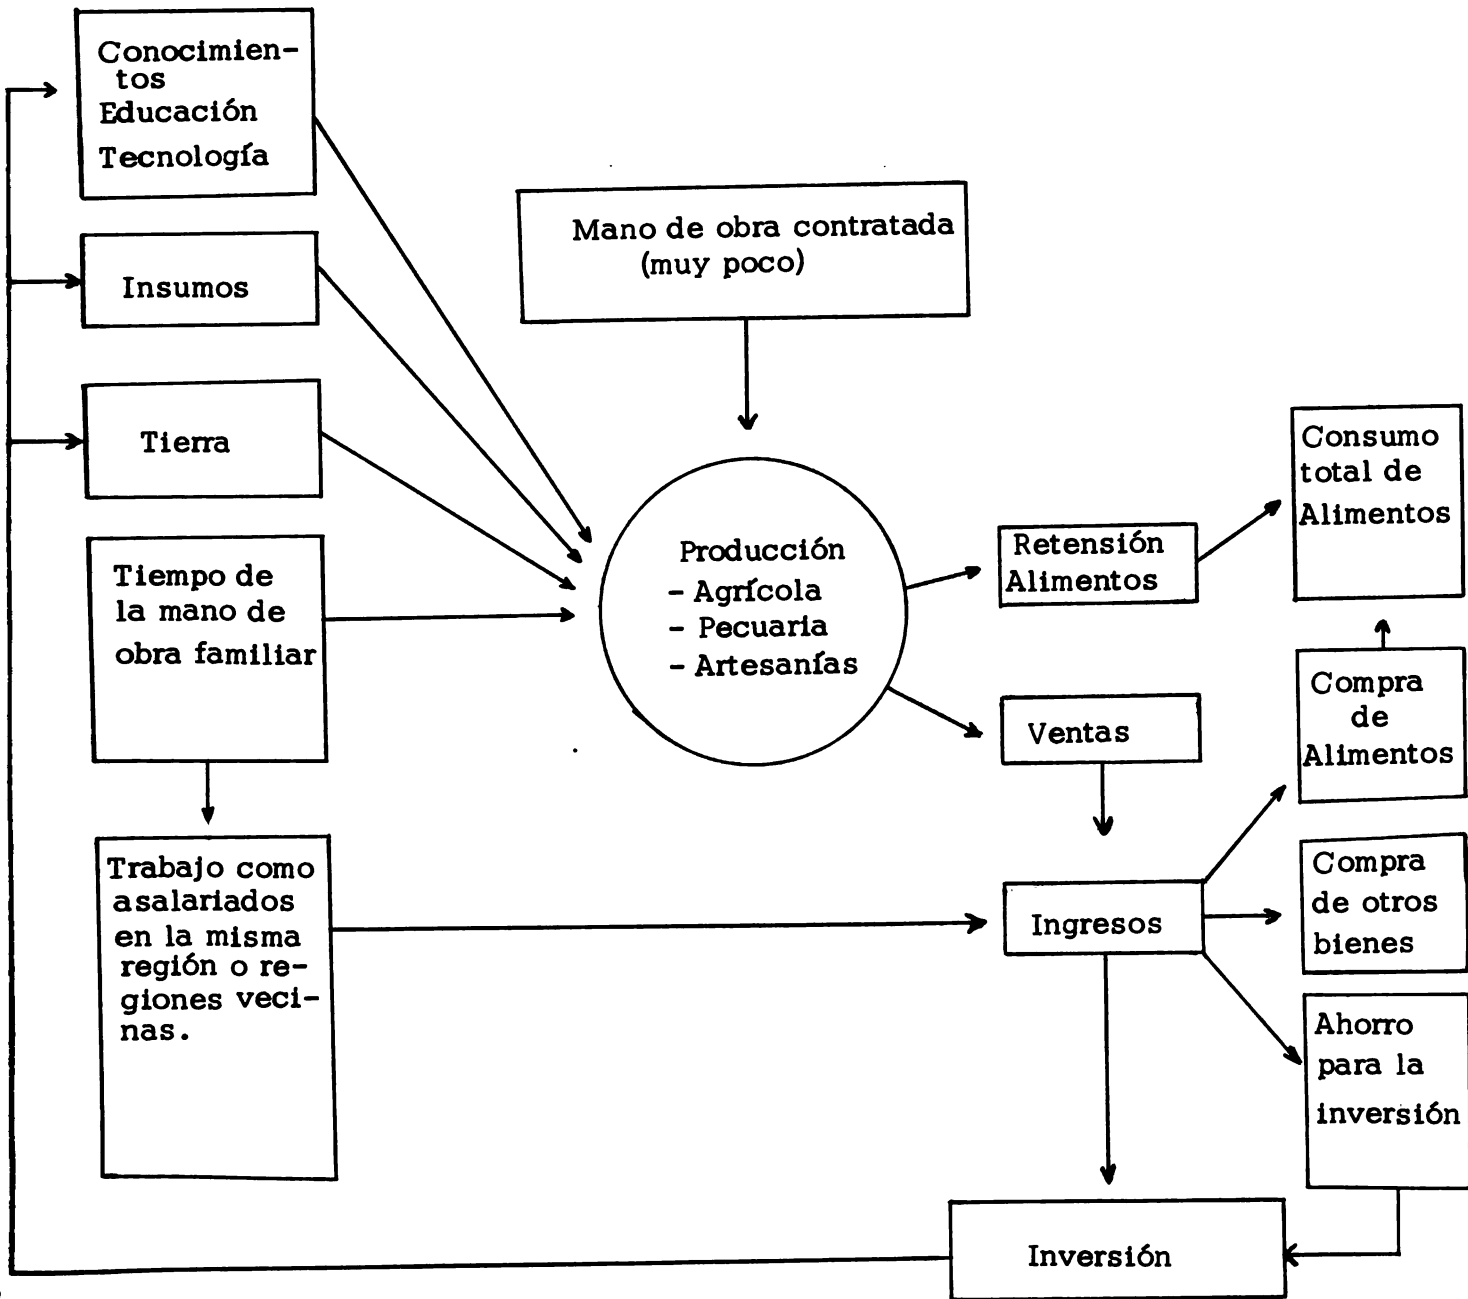 Conocimien-
tos
Educación
Tecnología
Insumos
Tierra
Tiempo de
la mano de
obra familiar
Trabajo como
asalariados
en la misma
región o re-
giones veci-
nas.
Mano de obra contratada
(muy poco)
Producción
- Agrícola
- Pecuaria
- Artesanías
Retensión
Alimentos
Ventas
Ingresos
Inversión
Consumo
total de
Alimentos
Compra
de
Alimentos
Compra
de otros
bienes
Ahorro
para la
inversión